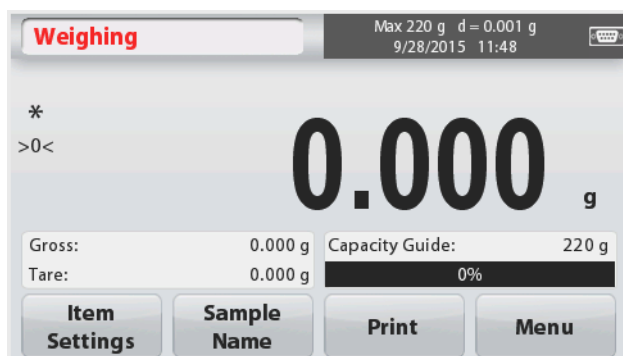 Weighing
Max 220 g d = 0.001 g
9/28/2015 11:48
*
>0<
0.000 g
Gross: 0.000 g
Tare: 0.000 g
Capacity Guide: 220 g
0%
Item
Settings
Sample
Name
Print
Menu